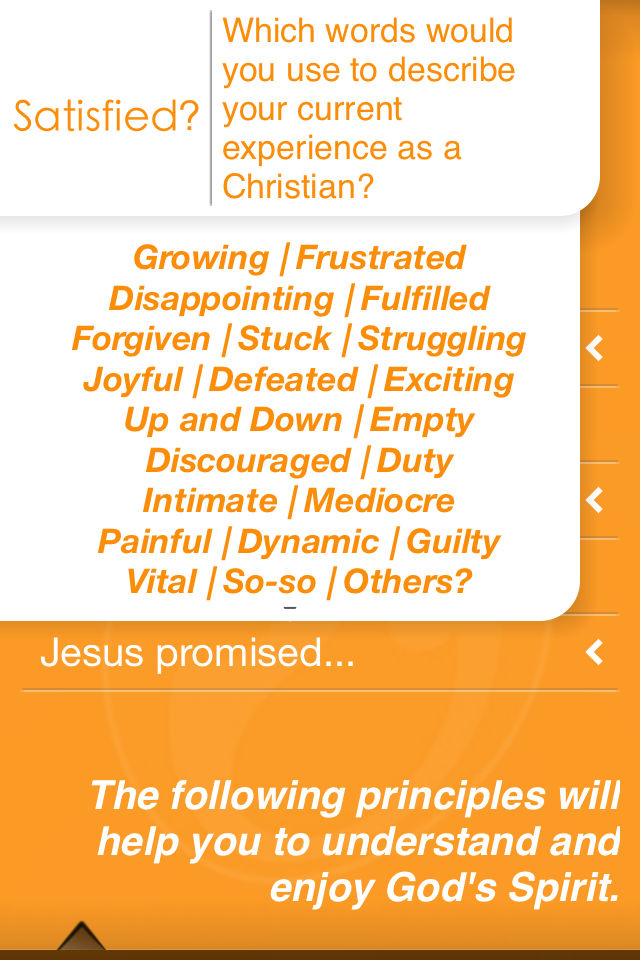 Satisfied?
Which words would
you use to describe
your current
experience as a
Christian?
Growing | Frustrated
Disappointing | Fulfilled
Forgiven | Stuck | Struggling
Joyful | Defeated | Exciting
Up and Down | Empty
Discouraged | Duty
Intimate | Mediocre
Painful | Dynamic | Guilty
Vital | So-so | Others?
Jesus promised...
The following principles will
help you to understand and
enjoy God's Spirit.